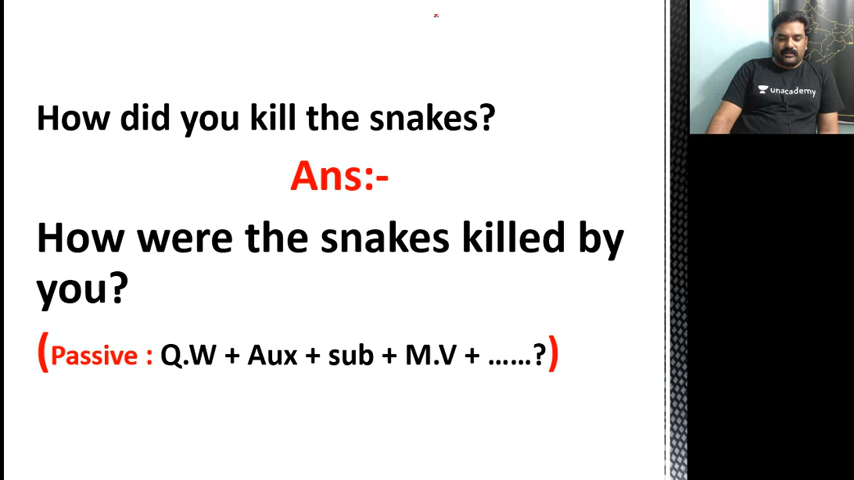 How did you kill the snakes?
Ans:-
How were the snakes killed by
you?
(Passive : Q.W + Aux + sub + M.V + ......?)
unacademy